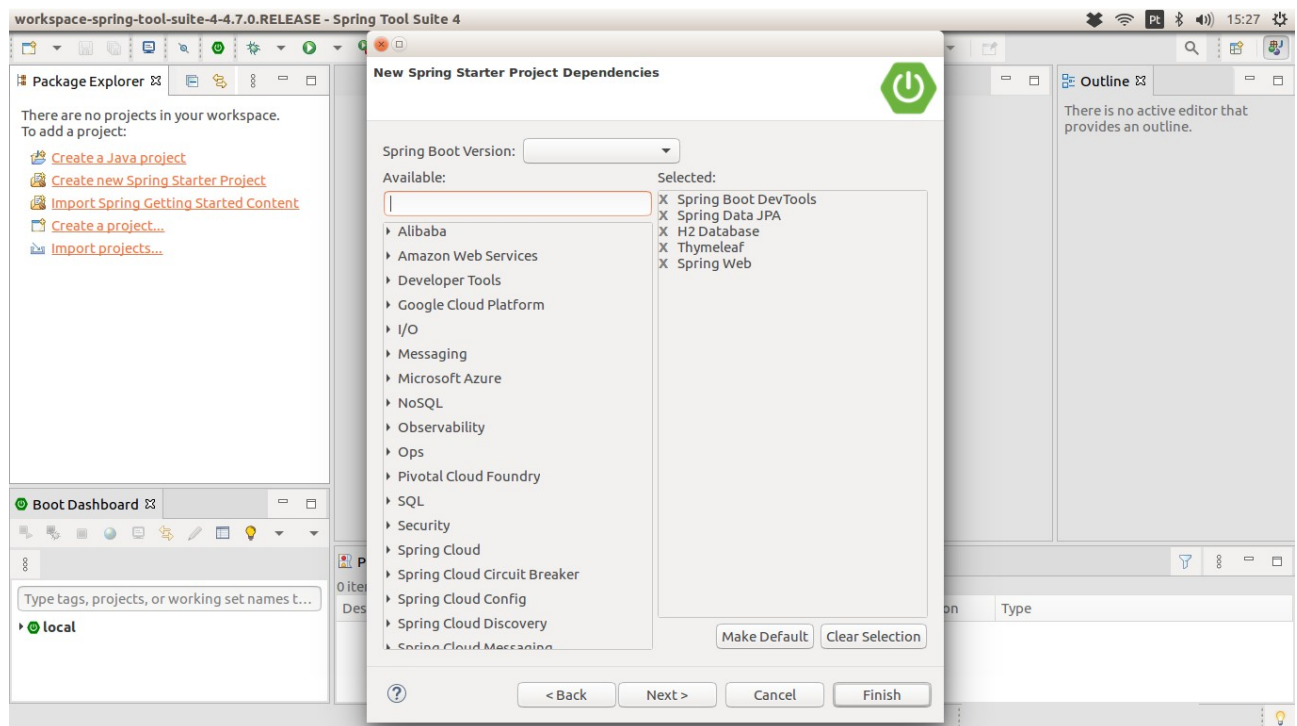 workspace-spring-tool-suite-4-4.7.0.RELEASE - Spring Tool Suite 4
Pt
15:27
Package Explorer
There are no projects in your workspace.
To add a project:
Create a Java project
Create new Spring Starter Project
Import Spring Getting Started Content
Create a project...
Import projects...
Boot Dashboard
Type tags, projects, or working set names t...
local
New Spring Starter Project Dependencies
Spring Boot Version:
Available:
Alibaba
Amazon Web Services
Developer Tools
Google Cloud Platform
I/O
Messaging
Microsoft Azure
NoSQL
Observability
Ops
Pivotal Cloud Foundry
SQL
Security
Spring Cloud
Spring Cloud Circuit Breaker
Spring Cloud Config
Spring Cloud Discovery
Spring Cloud Messaging
Selected:
X Spring Boot DevTools
X Spring Data JPA
X H2 Database
X Thymeleaf
X Spring Web
Make Default
Clear Selection
?
< Back
Next >
Cancel
Finish
Outline
There is no active editor that
provides an outline.
P
0 ite
Des
on
Type